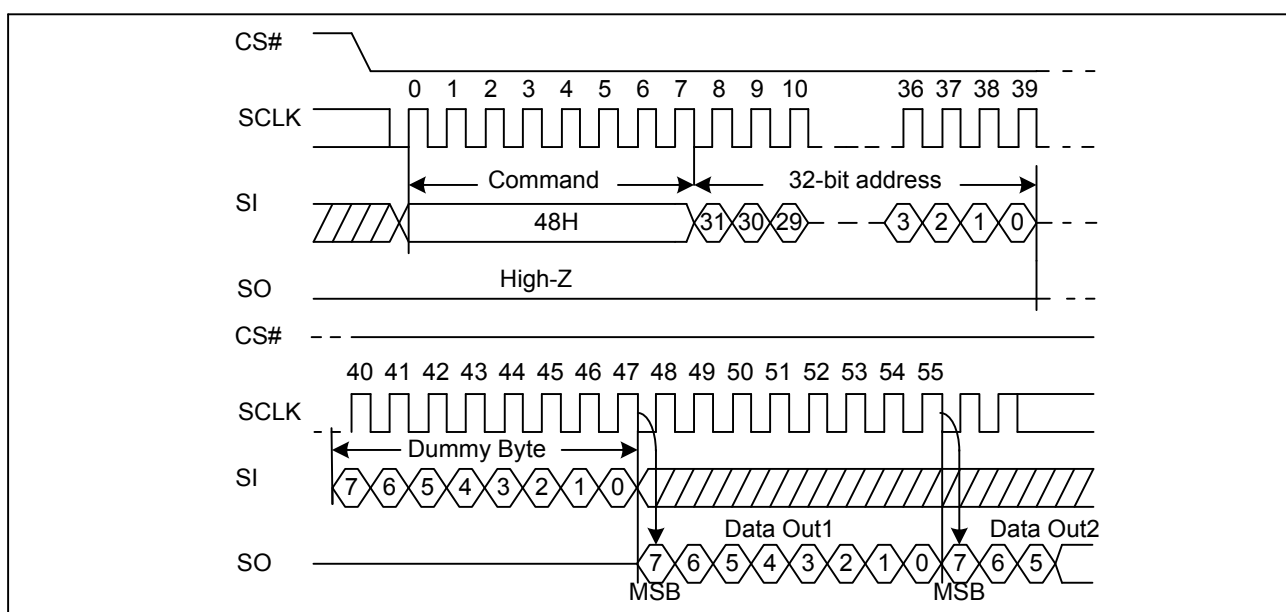 CS#
0 1 2 3 4 5 6 7 8 9 10 36 37 38 39
SCLK
Command 32-bit address
SI
48H 31 30 29 3 2 1 0
High-Z
SO
CS#
40 41 42 43 44 45 46 47 48 49 50 51 52 53 54 55
SCLK
Dummy Byte
SI
7 6 5 4 3 2 1 0
Data Out1 Data Out2
SO
7 6 5 4 3 2 1 0 7 6 5
MSB MSB